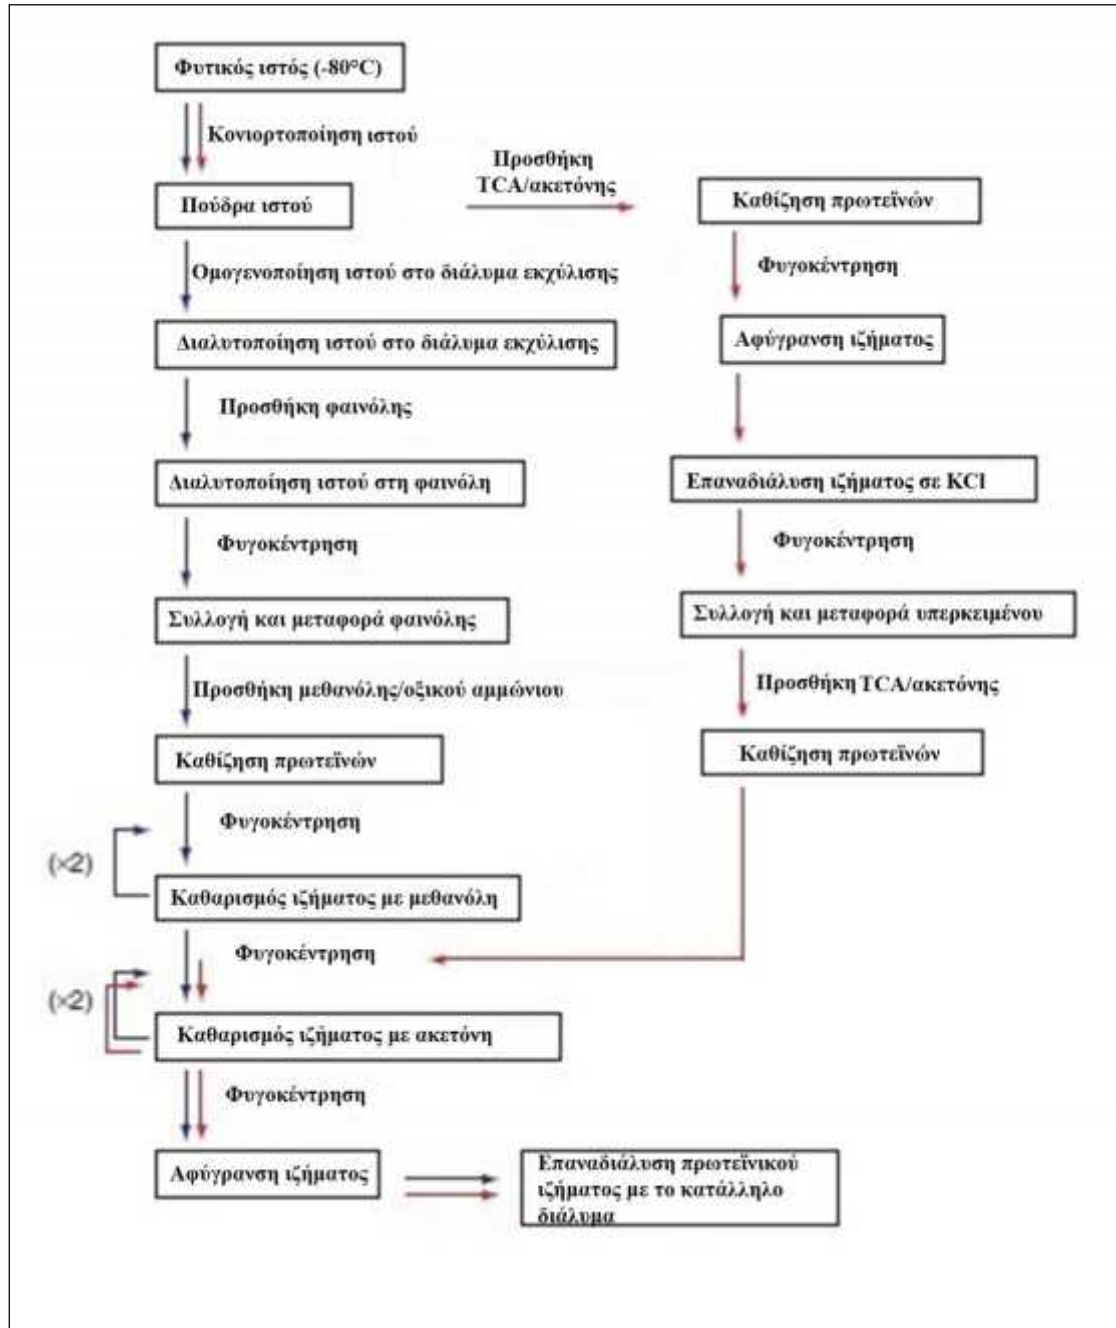 Φυτικός ιστός (-80°C)
Κονιορτοποίηση ιστού
Πούδρα ιστού
Προσθήκη
TCA/ακετόνης
Καθίζηση πρωτεϊνών
Φυγοκέντρηση
Αφύγρανση ιζήματος
Επαναδιάλυση ιζήματος σε KCl
Φυγοκέντρηση
Συλλογή και μεταφορά υπερκειμένου
Προσθήκη TCA/ακετόνης
Καθίζηση πρωτεϊνών
Ομογενοποίηση ιστού στο διάλυμα εκχύλισης
Διαλυτοποίηση ιστού στο διάλυμα εκχύλισης
Προσθήκη φαινόλης
Διαλυτοποίηση ιστού στη φαινόλη
Φυγοκέντρηση
Συλλογή και μεταφορά φαινόλης
Προσθήκη μεθανόλης/οξικού αμμώνιου
Καθίζηση πρωτεϊνών
Φυγοκέντρηση
(×2)
Καθαρισμός ιζήματος με μεθανόλη
Φυγοκέντρηση
(×2)
Καθαρισμός ιζήματος με ακετόνη
Φυγοκέντρηση
Αφύγρανση ιζήματος
Επαναδιάλυση πρωτεϊνικού
ιζήματος με το κατάλληλο
διάλυμα